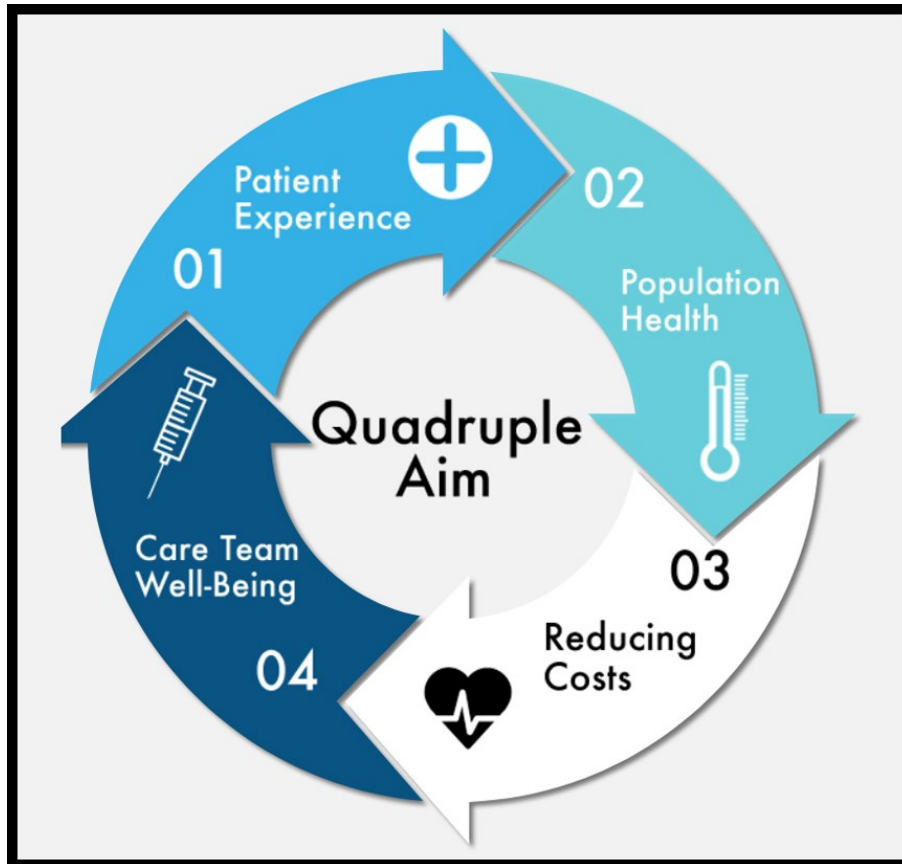 Quadruple
Aim
01
Patient
Experience
02
Population
Health
03
Reducing
Costs
04
Care Team
Well-Being